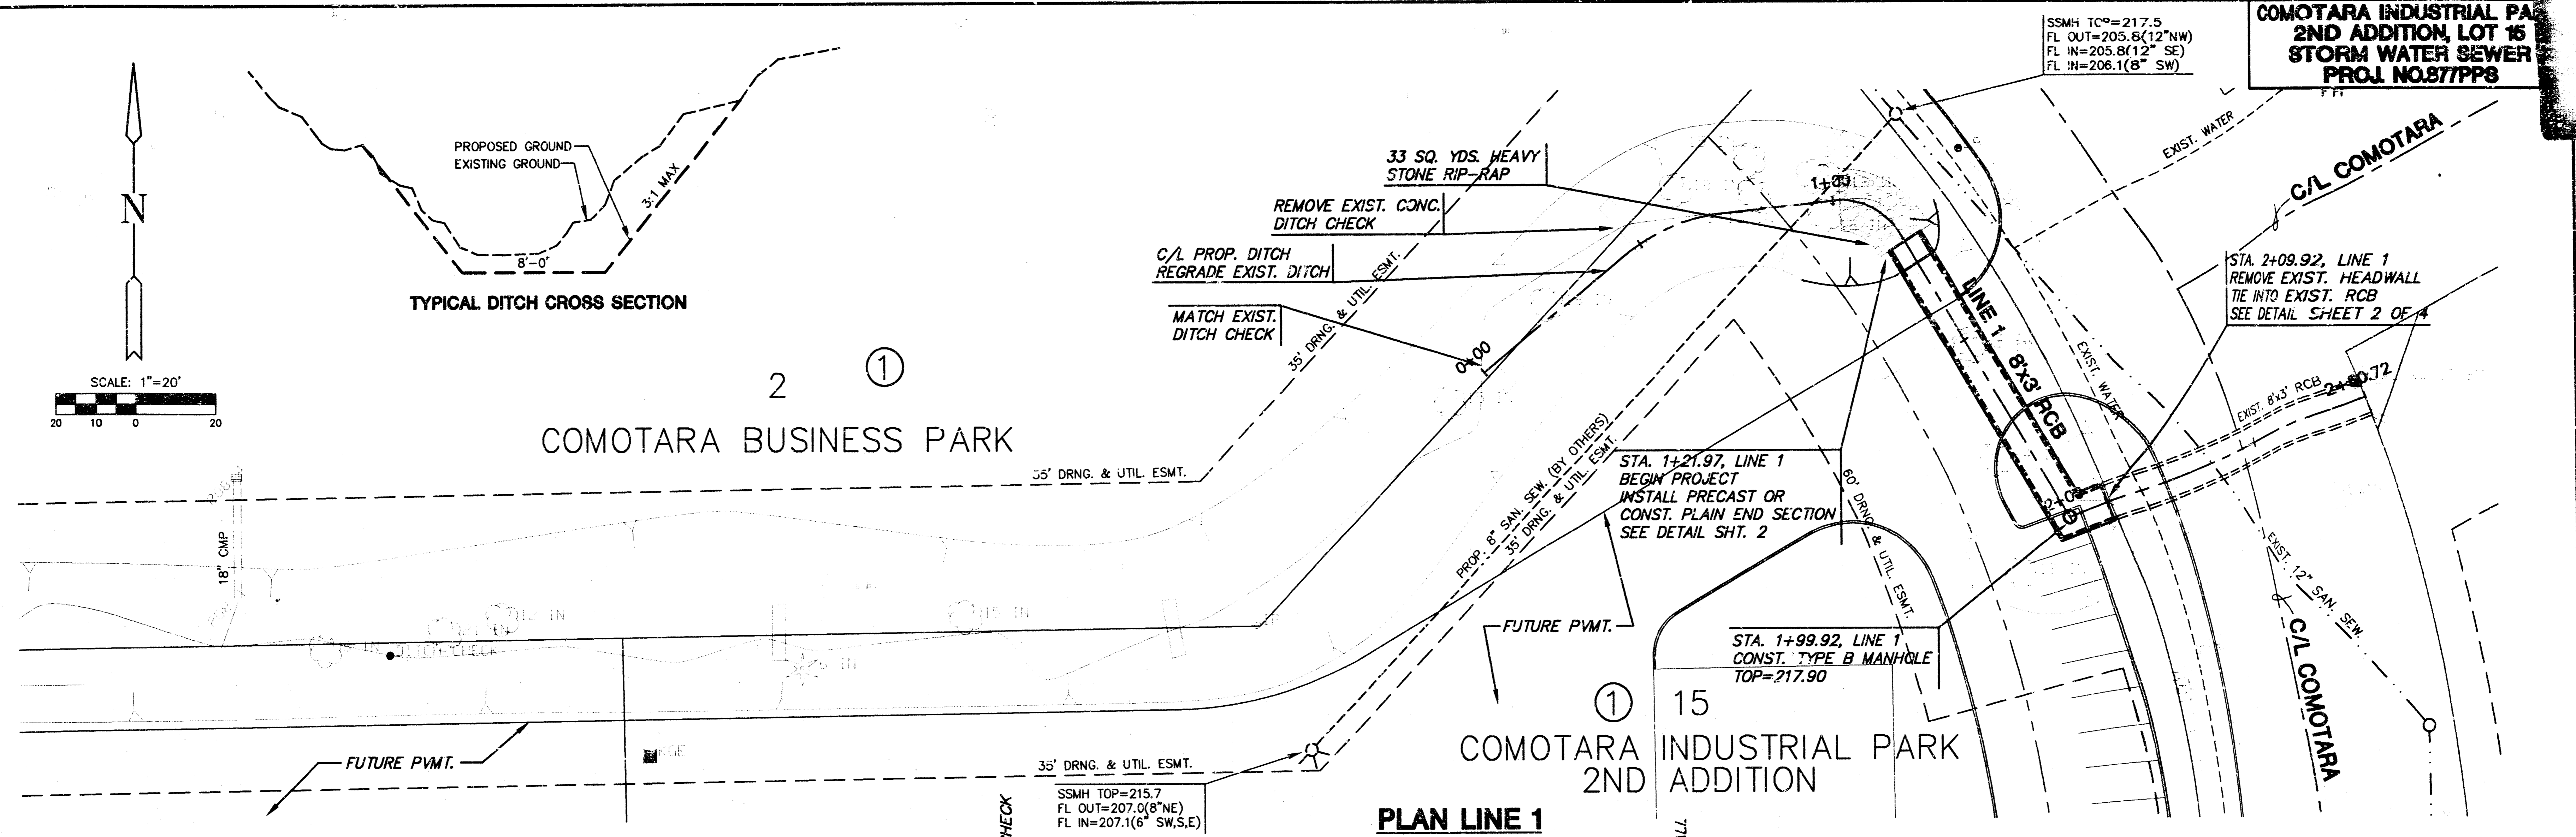 COMOTARA INDUSTRIAL
2ND ADDITION, LOT 15
STORM WATER SEWER
PROJ. NO.877PPS
SSMH TOP=217.5
FL OUT=205.8(12"NW)
FL IN=205.8(12" SE)
FL IN=206.1(8" SW)
N
SCALE: 1"=20'
20 10 0 20
PROPOSED GROUND
EXISTING GROUND
3:1 MAX
8'-0"
TYPICAL DITCH CROSS SECTION
33 SQ. YDS. HEAVY
STONE RIP-RAP
REMOVE EXIST. CONC.
DITCH CHECK
C/L PROP. DITCH
REGRADE EXIST. DITCH
MATCH EXIST.
DITCH CHECK
0+00
35' DRNG. & UTIL. ESMT.
EXIST. WATER
C/L COMOTARA
STA. 2+09.92, LINE 1
REMOVE EXIST. HEADWALL
TIE INTO EXIST. RCB
SEE DETAIL SHEET 2 OF 4
LINE 1 8'x3' RCB
EXIST. WATER
EXIST. 8'x3' RCB
2+60.72
2
1
COMOTARA BUSINESS PARK
35' DRNG. & UTIL. ESMT.
18" CMP
PROP. 8" SAN. SEW. (BY OTHERS)
35' DRNG. & UTIL. ESMT.
STA. 1+21.97, LINE 1
BEGIN PROJECT
INSTALL PRECAST OR
CONST. PLAIN END SECTION
SEE DETAIL SHT. 2
60' DRNG. & UTIL. ESMT.
EXIST. 12" SAN. SEW.
C/L COMOTARA
FUTURE PVMT.
STA. 1+99.92, LINE 1
CONST. TYPE B MANHOLE
TOP=217.90
15 IN
DITCH CHECK
1 15
COMOTARA INDUSTRIAL PARK
2ND ADDITION
FUTURE PVMT.
KGE
35' DRNG. & UTIL. ESMT.
SSMH TOP=215.7
FL OUT=207.0(8"NE)
FL IN=207.1(6" SW,S,E)
PLAN LINE 1